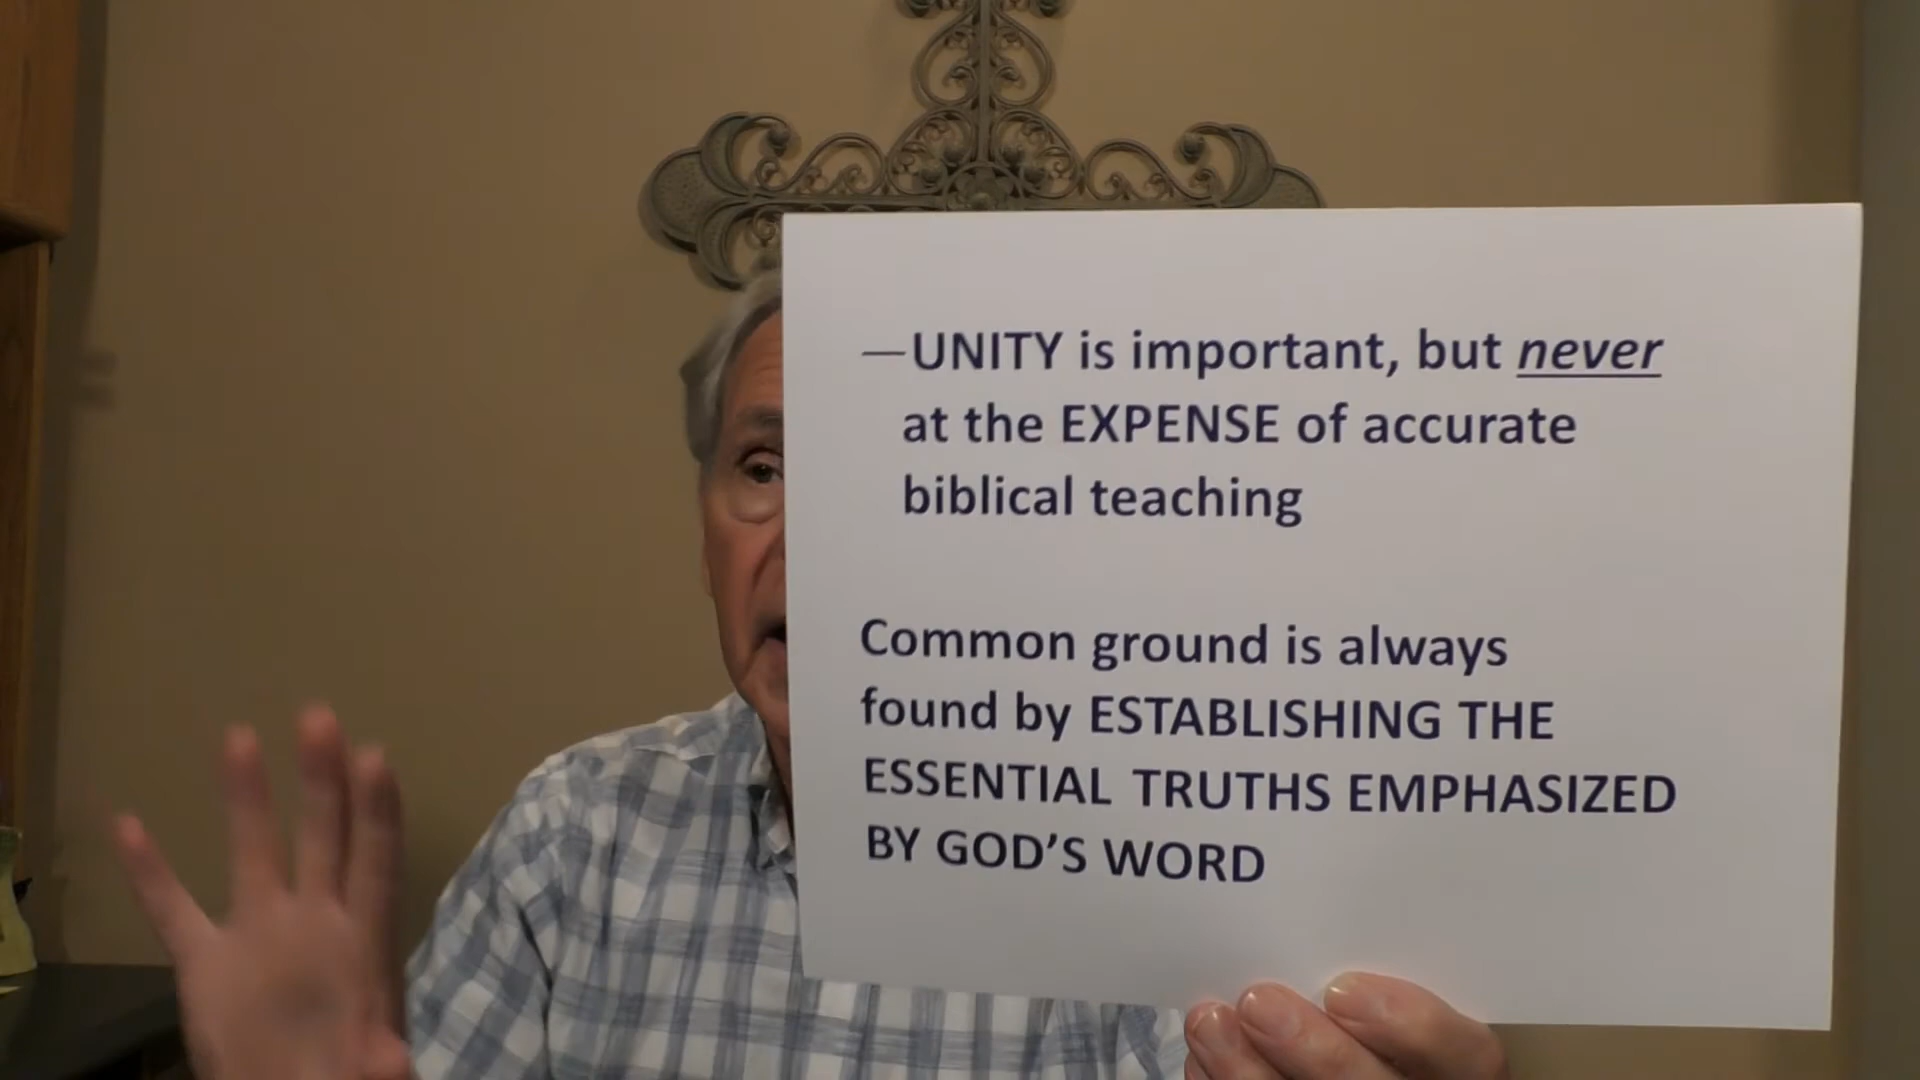 —UNITY is important, but never
at the EXPENSE of accurate
biblical teaching
Common ground is always
found by ESTABLISHING THE
ESSENTIAL TRUTHS EMPHASIZED
BY GOD’S WORD